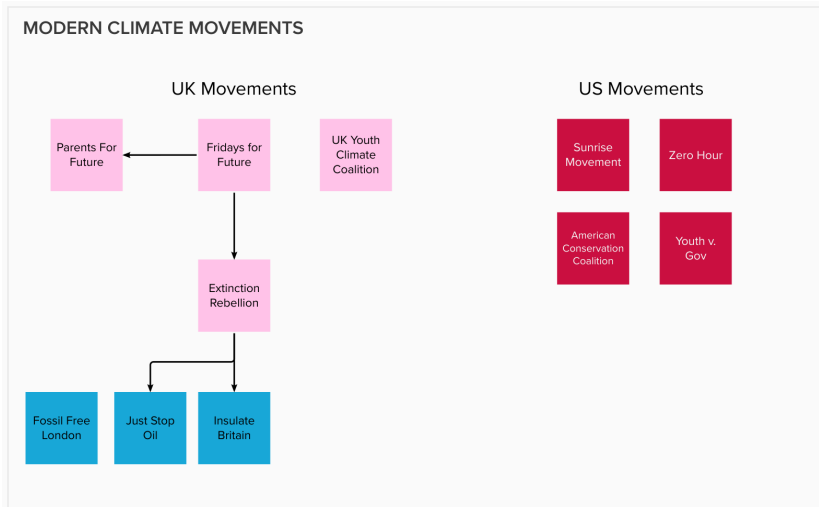 MODERN CLIMATE MOVEMENTS
UK Movements
US Movements
Parents For
Future
Fridays for
Future
UK Youth
Climate
Coalition
Sunrise
Movement
Zero Hour
American
Conservation
Coalition
Youth v.
Gov
Extinction
Rebellion
Fossil Free
London
Just Stop
Oil
Insulate
Britain